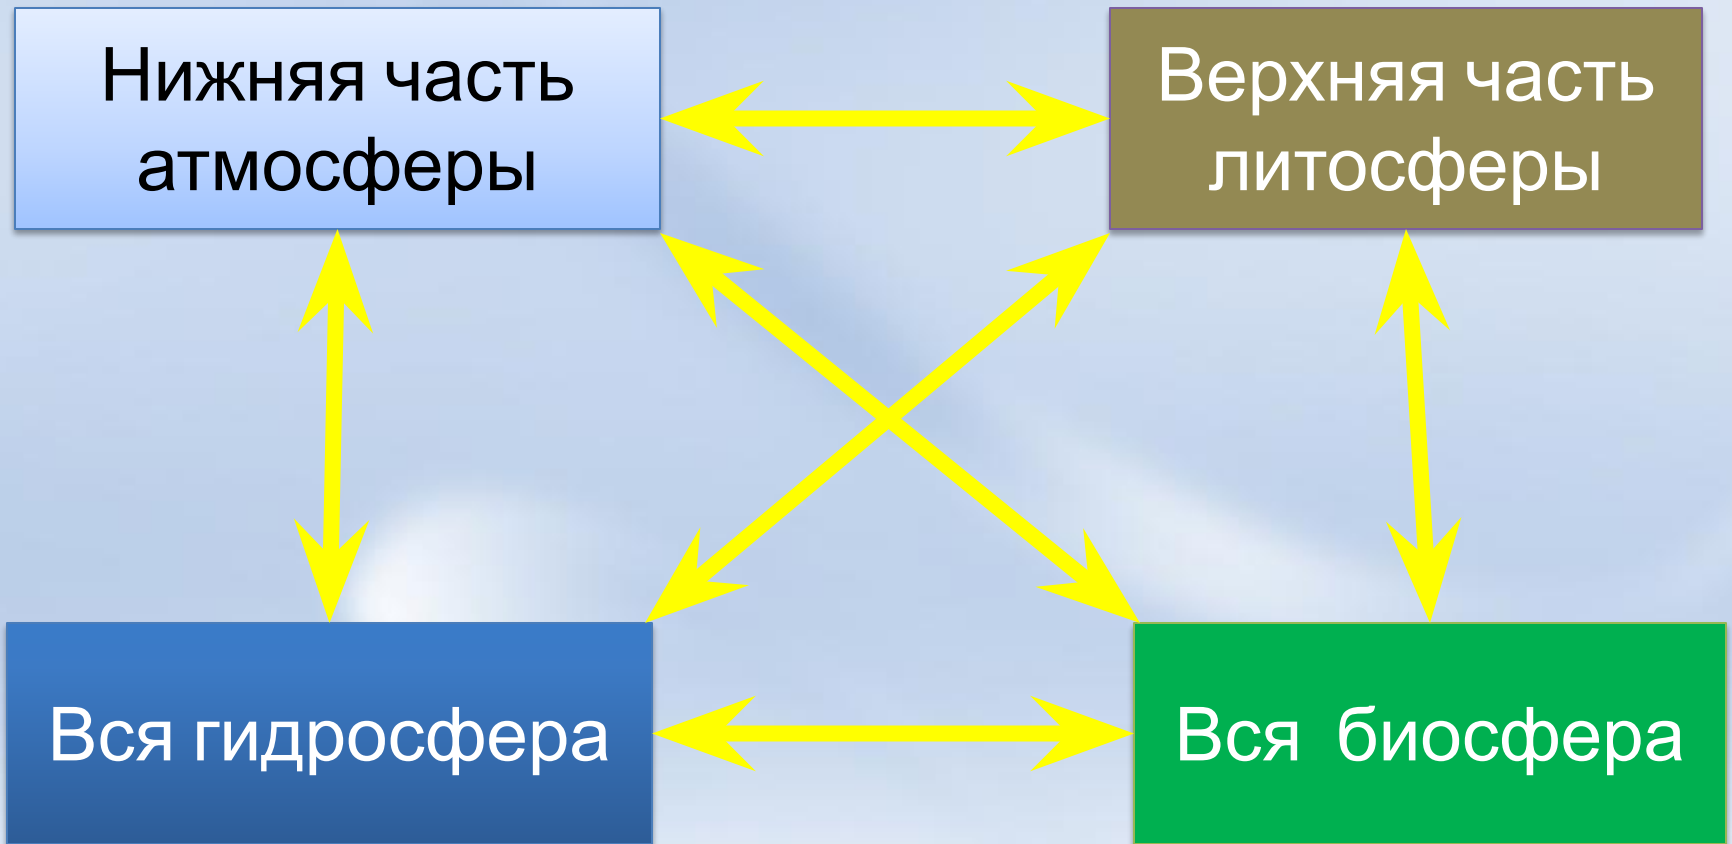 Нижняя часть
атмосферы
Верхняя часть
литосферы
Вся гидросфера
Вся  биосфера